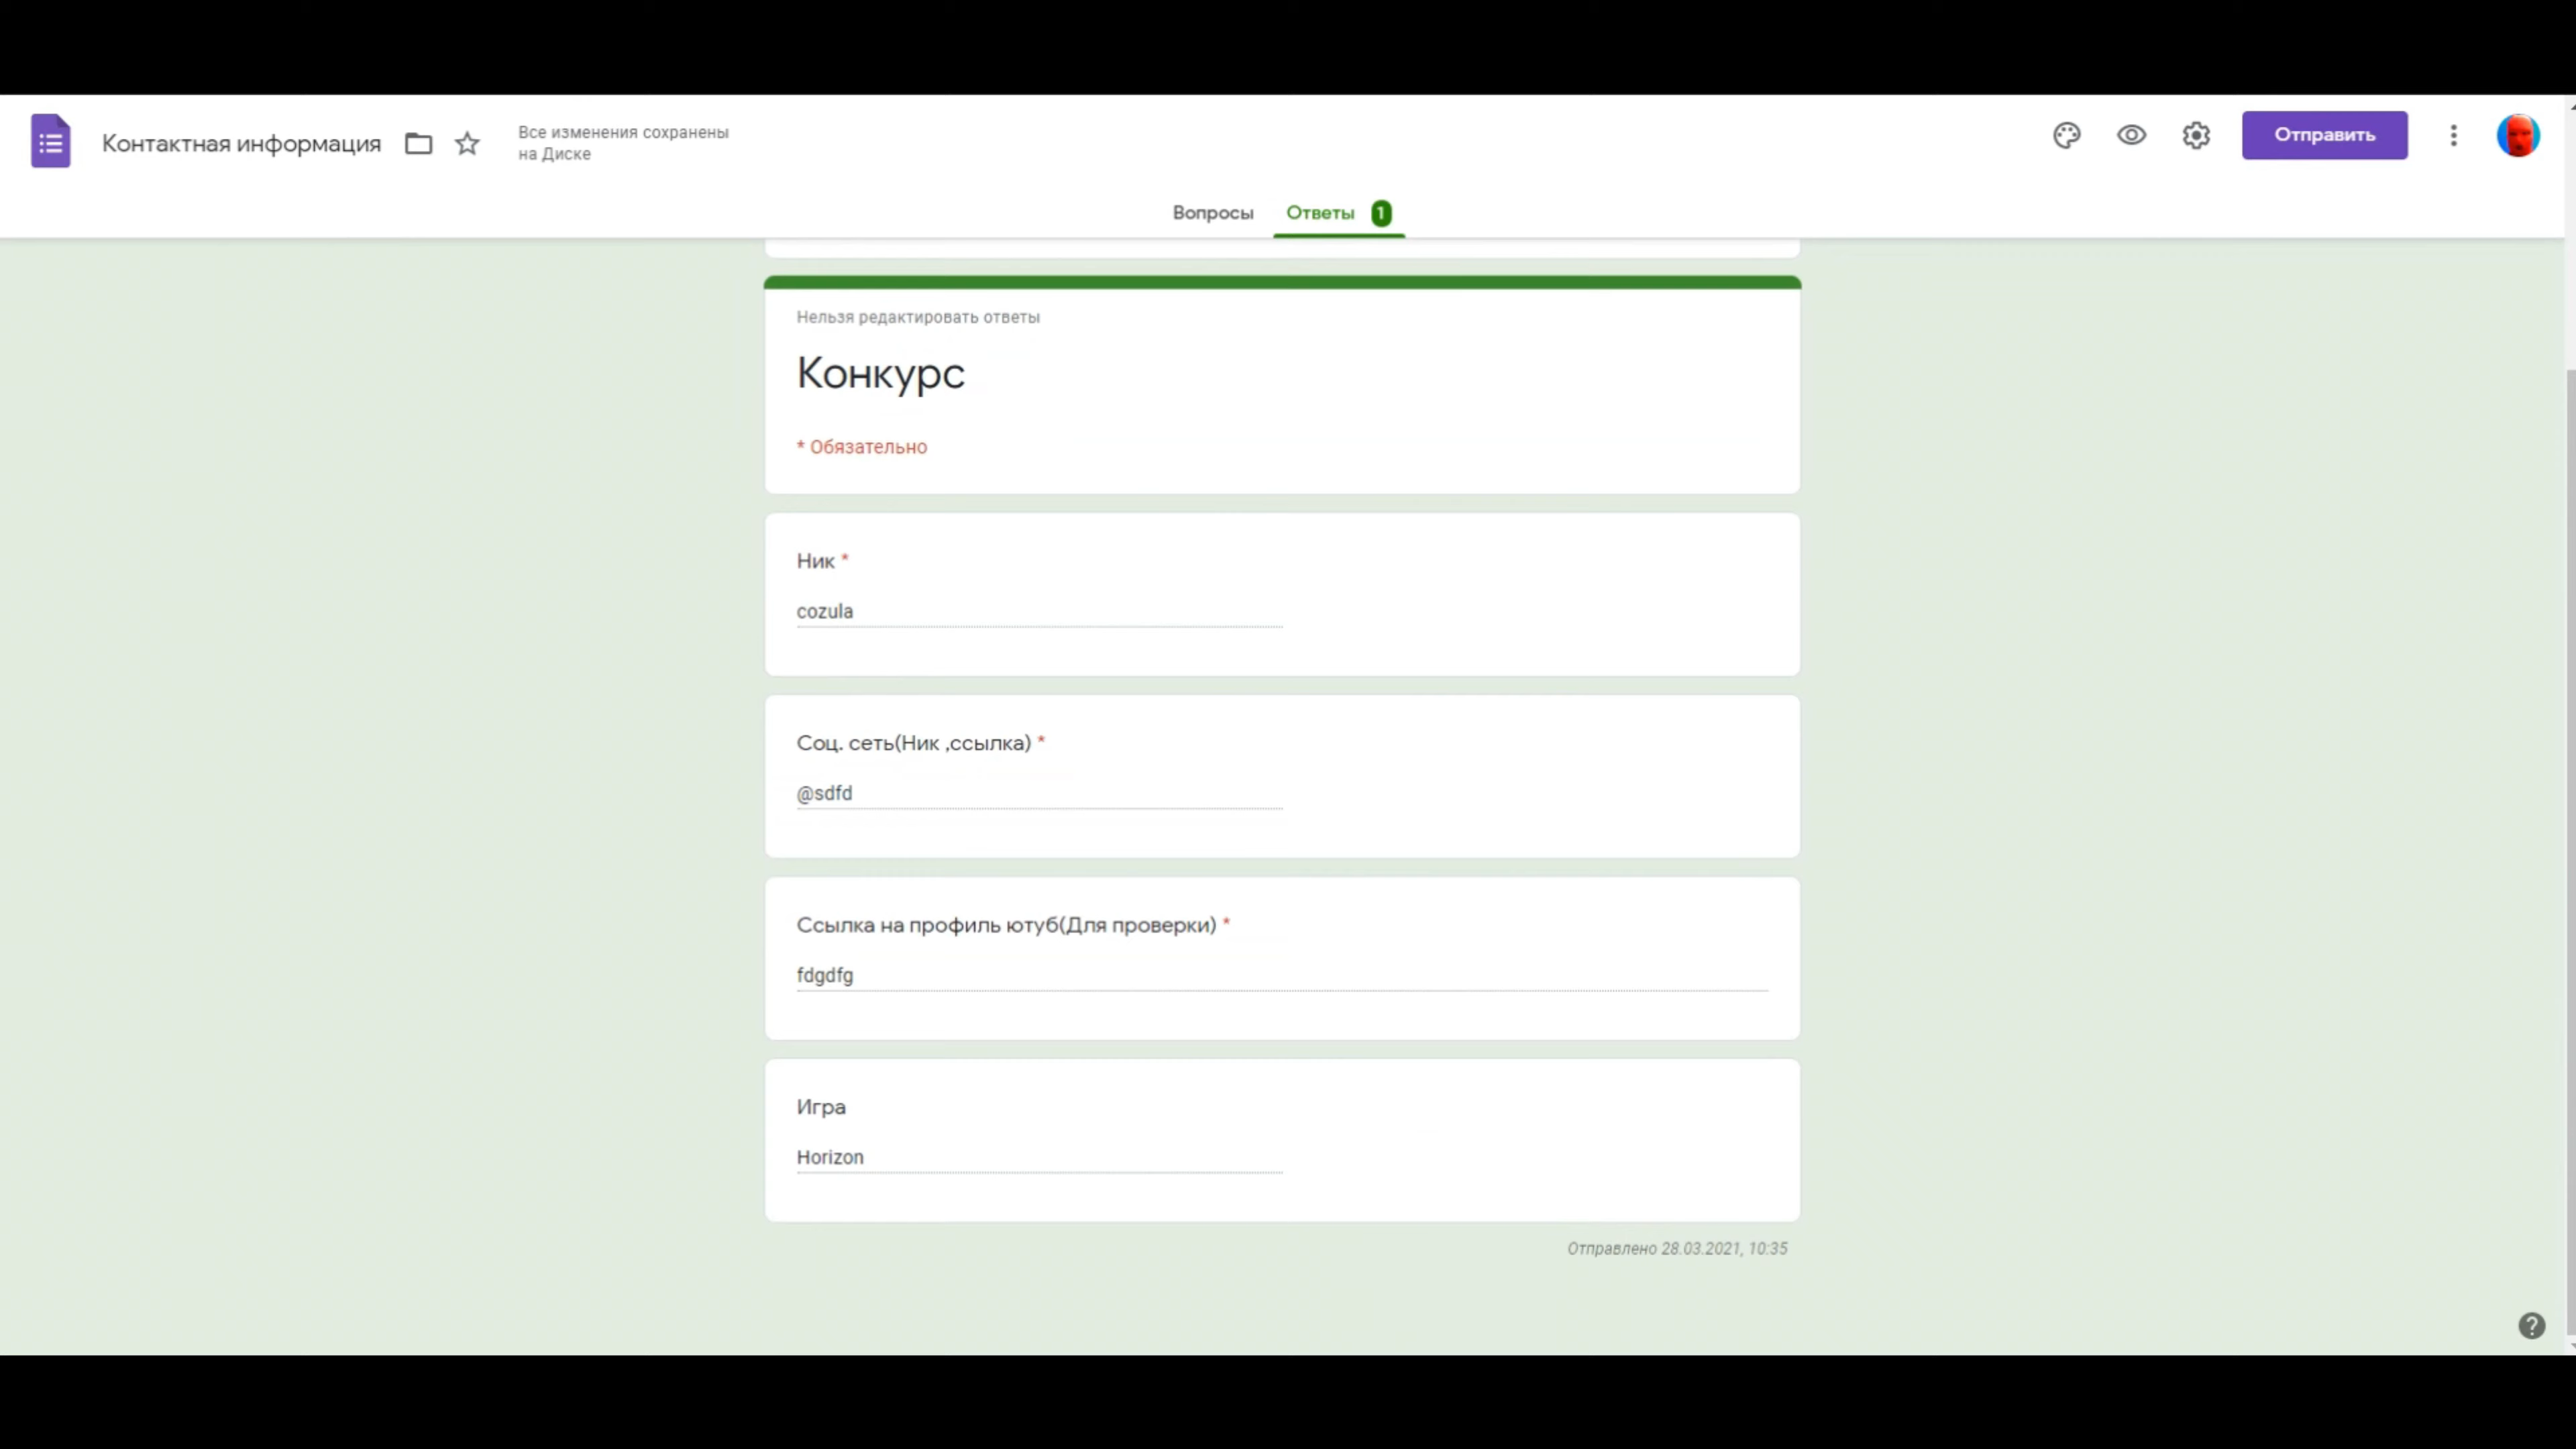 Контактная информация
Все изменения сохранены
на Диске
Отправить
Вопросы
Ответы 1
Нельзя редактировать ответы
Конкурс
* Обязательно
Ник *
cozula
Соц. сеть(Ник ,ссылка) *
@sdfd
Ссылка на профиль ютуб(Для проверки) *
fdgdfg
Игра
Horizon
Отправлено 28.03.2021, 10:35
?